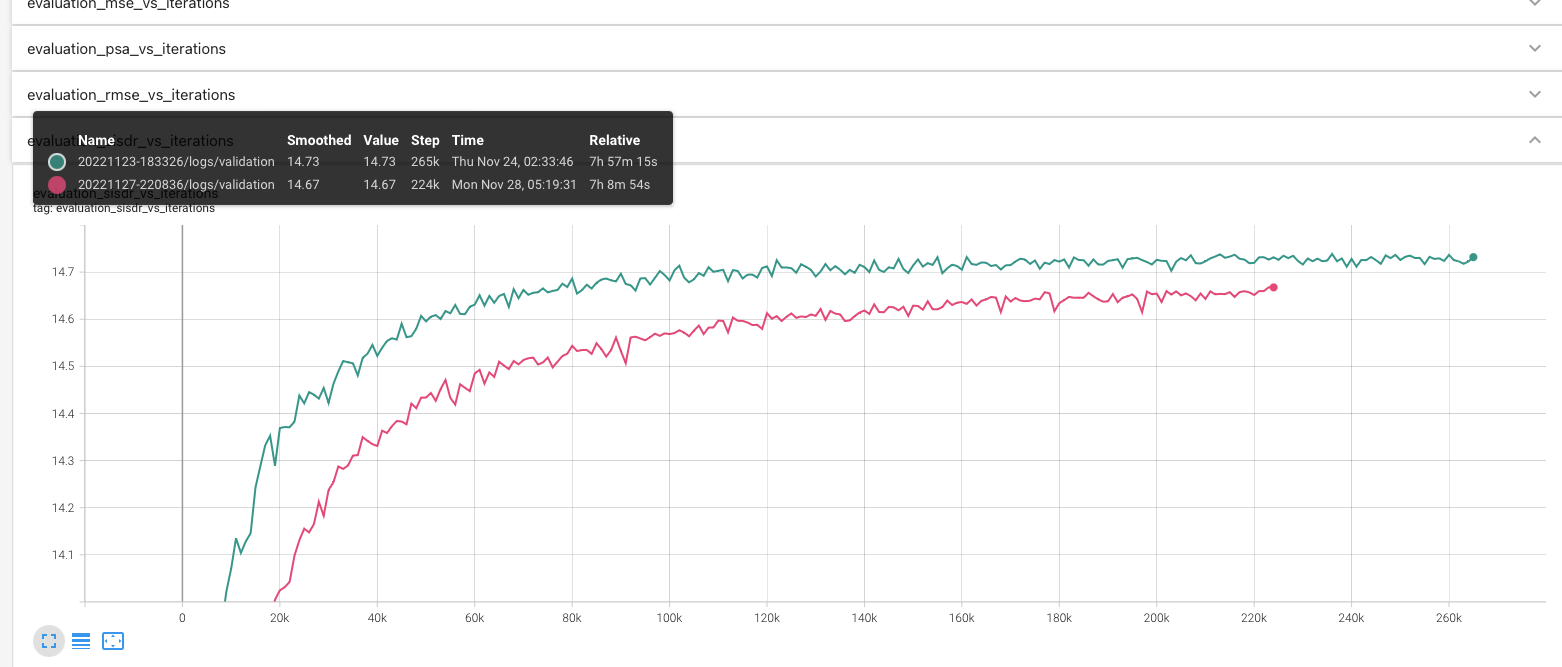 evaluation_mse_vs_iterations
evaluation_psa_vs_iterations
evaluation_rmse_vs_iterations
evaluation_sisdr_vs_iterations
Name Smoothed Value Step Time Relative
20221123-183326/logs/validation 14.73 14.73 265k Thu Nov 24, 02:33:46 7h 57m 15s
20221127-220836/logs/validation 14.67 14.67 224k Mon Nov 28, 05:19:31 7h 8m 54s
evaluation_sisdr_vs_iterations
tag: evaluation_sisdr_vs_iterations
14.7
14.6
14.5
14.4
14.3
14.2
14.1
0 20k 40k 60k 80k 100k 120k 140k 160k 180k 200k 220k 240k 260k